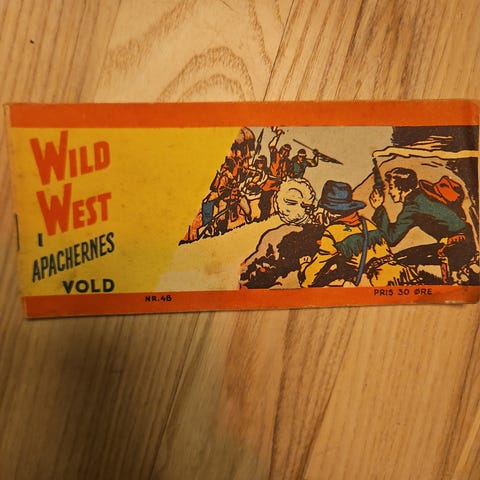 WILD
WEST
I
APACHERNES
VOLD
NR. 48
PRIS 30 ØRE